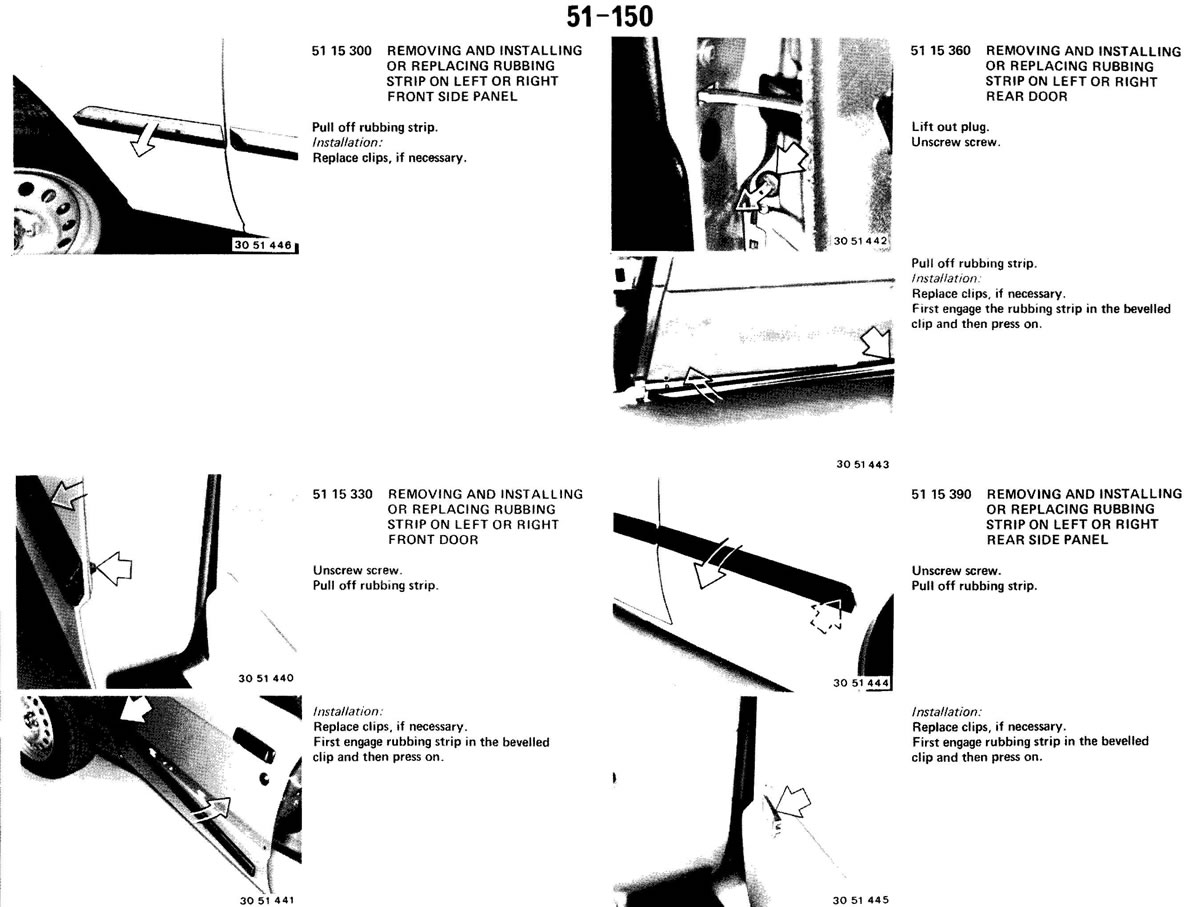 51-150
51 15 300 REMOVING AND INSTALLING
OR REPLACING RUBBING
STRIP ON LEFT OR RIGHT
FRONT SIDE PANEL
Pull off rubbing strip.
Installation:
Replace clips, if necessary.
30 51 446
51 15 330 REMOVING AND INSTALLING
OR REPLACING RUBBING
STRIP ON LEFT OR RIGHT
FRONT DOOR
Unscrew screw.
Pull off rubbing strip.
30 51 440
Installation:
Replace clips, if necessary.
First engage rubbing strip in the bevelled
clip and then press on.
30 51 441
51 15 360 REMOVING AND INSTALLING
OR REPLACING RUBBING
STRIP ON LEFT OR RIGHT
REAR DOOR
Lift out plug.
Unscrew screw.
30 51 442
Pull off rubbing strip.
Installation:
Replace clips, if necessary.
First engage the rubbing strip in the bevelled
clip and then press on.
30 51 443
51 15 390 REMOVING AND INSTALLING
OR REPLACING RUBBING
STRIP ON LEFT OR RIGHT
REAR SIDE PANEL
Unscrew screw.
Pull off rubbing strip.
30 51 444
Installation:
Replace clips, if necessary.
First engage rubbing strip in the bevelled
clip and then press on.
30 51 445